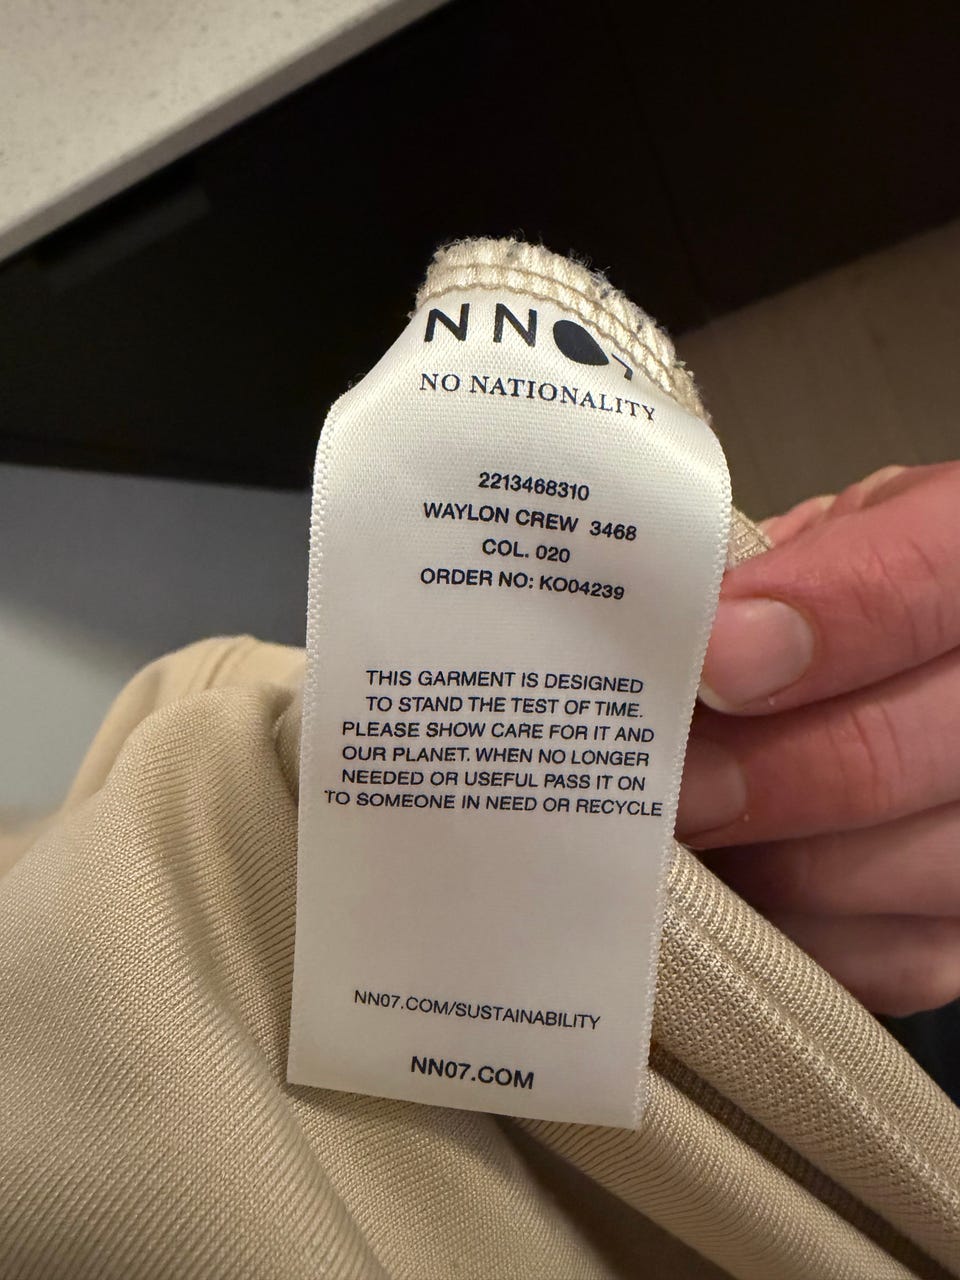 NN07
NO NATIONALITY
2213468310
WAYLON CREW 3468
COL. 020
ORDER NO: KO04239
THIS GARMENT IS DESIGNED
TO STAND THE TEST OF TIME.
PLEASE SHOW CARE FOR IT AND
OUR PLANET. WHEN NO LONGER
NEEDED OR USEFUL PASS IT ON
TO SOMEONE IN NEED OR RECYCLE
NN07.COM/SUSTAINABILITY
NN07.COM